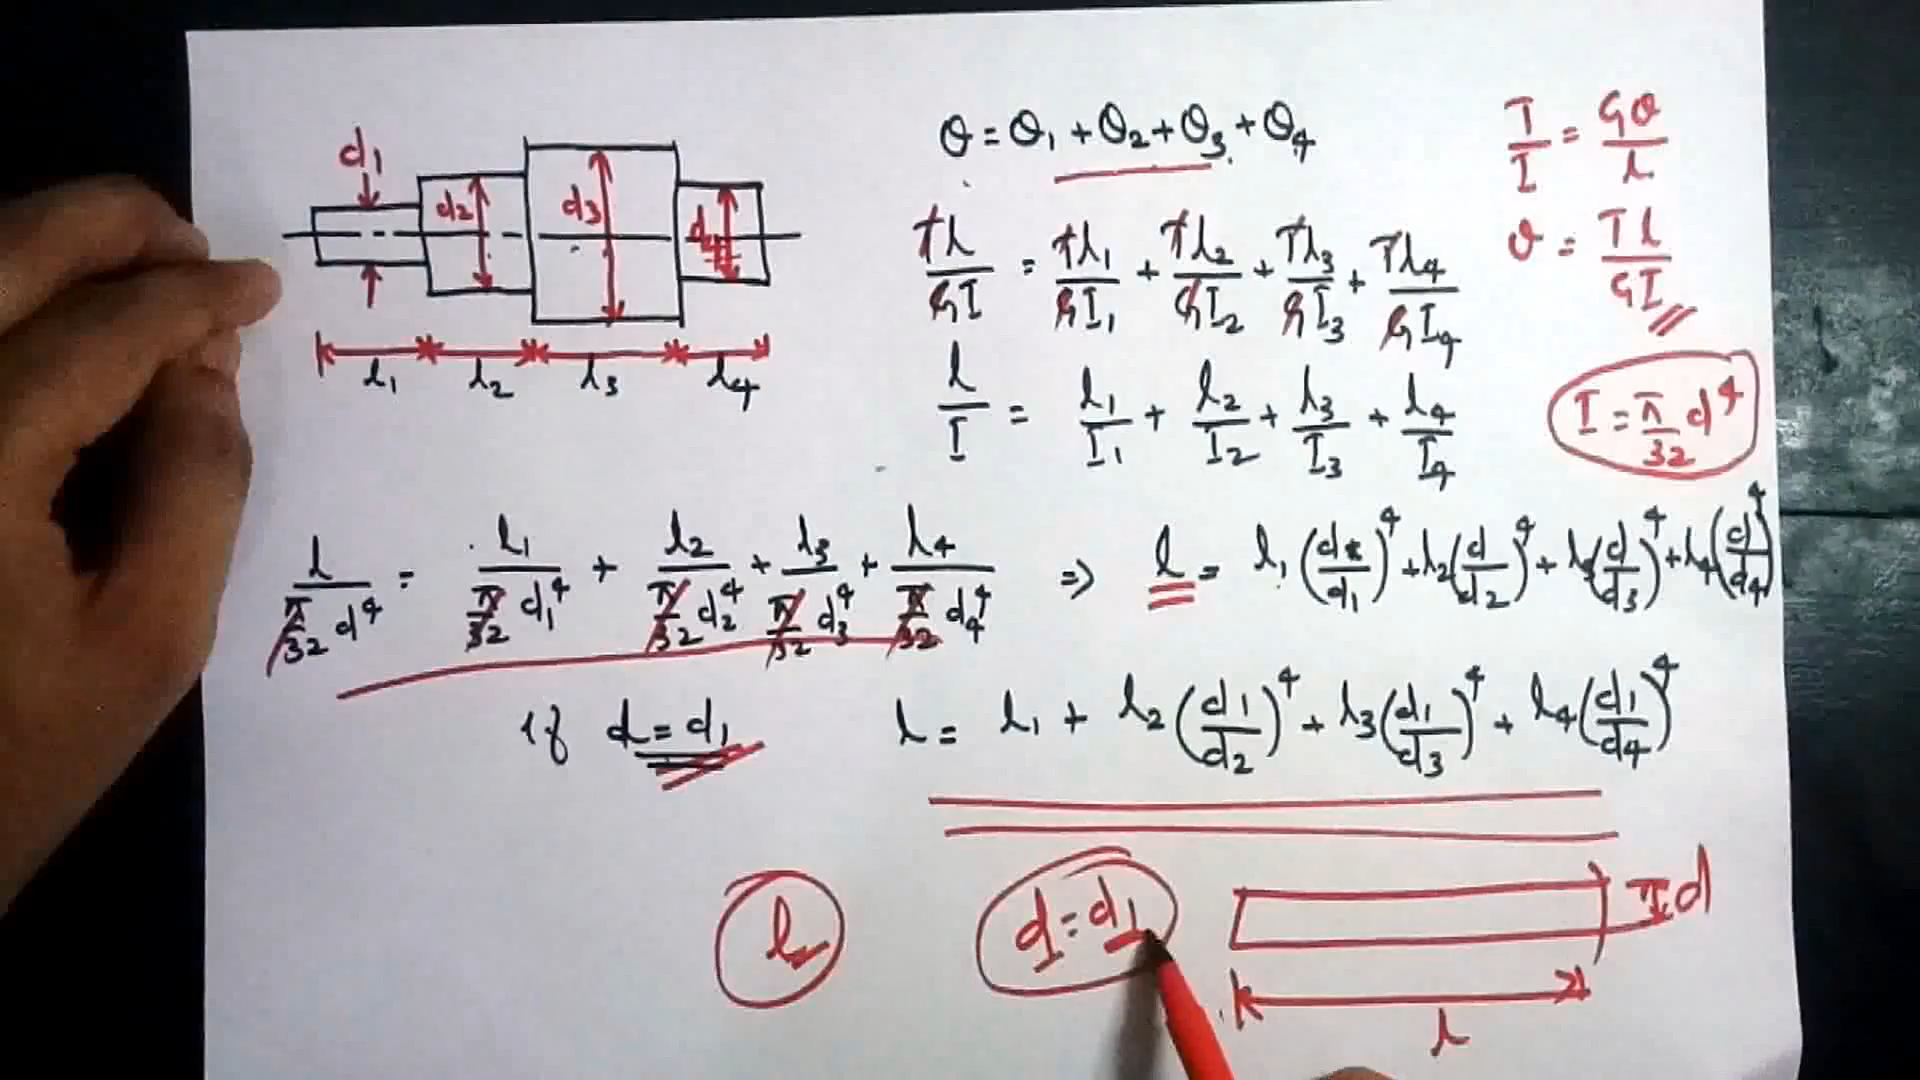 d₁ d₂ d₃ d₄
l₁ l₂ l₃ l₄
θ = θ₁ + θ₂ + θ₃ + θ₄
T/I = Gθ/l
Tl/GI = Tl₁/GI₁ + Tl₂/GI₂ + Tl₃/GI₃ + Tl₄/GI₄
θ = Tl/GI
l/I = l₁/I₁ + l₂/I₂ + l₃/I₃ + l₄/I₄
I = π/32 d⁴
l/(π/32 d⁴) = l₁/(π/32 d₁⁴) + l₂/(π/32 d₂⁴) + l₃/(π/32 d₃⁴) + l₄/(π/32 d₄⁴) ⇒ l = l₁(d/d₁)⁴ + l₂(d/d₂)⁴ + l₃(d/d₃)⁴ + l₄(d/d₄)⁴
if d = d₁ l = l₁ + l₂(d₁/d₂)⁴ + l₃(d₁/d₃)⁴ + l₄(d₁/d₄)⁴
l d = d₁ d
l